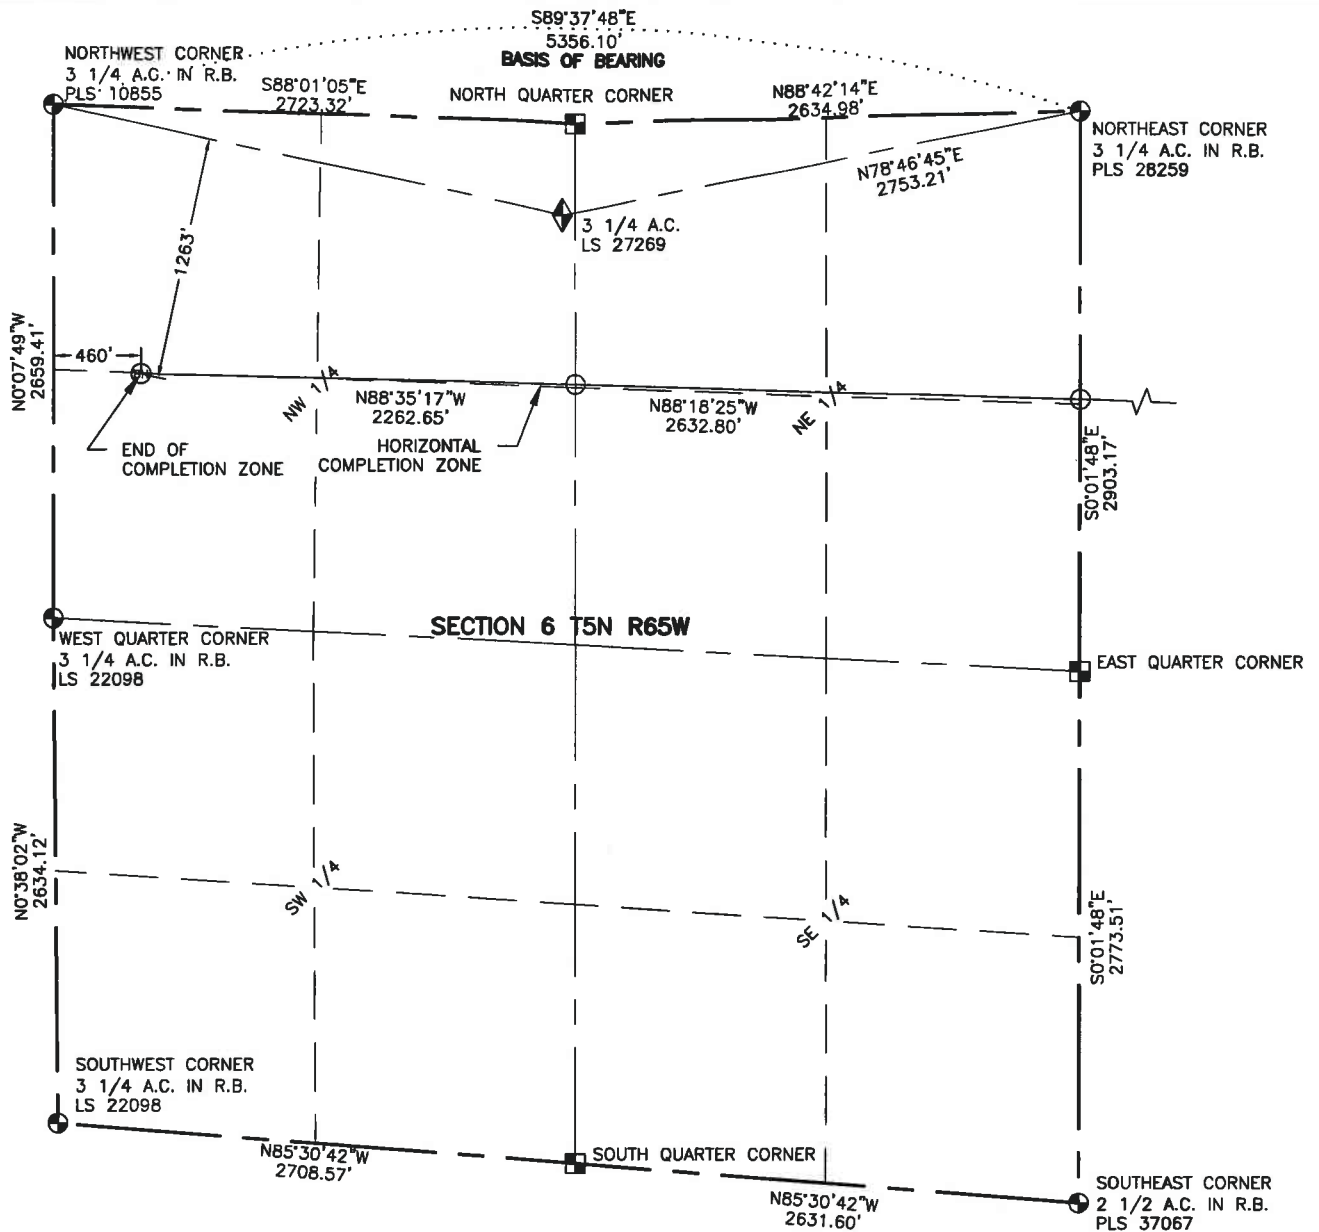 S89°37'48"E
5356.10'
BASIS OF BEARING
NORTHWEST CORNER
3 1/4 A.C. IN R.B.
PLS 10855
S88°01'05"E
2723.32'
NORTH QUARTER CORNER
N88°42'14"E
2634.98'
NORTHEAST CORNER
3 1/4 A.C. IN R.B.
PLS 28259
N78°46'45"E
2753.21'
3 1/4 A.C.
LS 27269
1263'
N0°07'49"W
2659.41'
460'
NW 1/4
N88°35'17"W
2262.65'
N88°18'25"W
2632.80'
NE 1/4
END OF
COMPLETION ZONE
HORIZONTAL
COMPLETION ZONE
S0°01'48"E
2903.17'
SECTION 6 T5N R65W
WEST QUARTER CORNER
3 1/4 A.C. IN R.B.
LS 22098
EAST QUARTER CORNER
N0°38'02"W
2634.12'
SW 1/4
SE 1/4
S0°01'48"E
2773.51'
SOUTHWEST CORNER
3 1/4 A.C. IN R.B.
LS 22098
N85°30'42"W
2708.57'
SOUTH QUARTER CORNER
N85°30'42"W
2631.60'
SOUTHEAST CORNER
2 1/2 A.C. IN R.B.
PLS 37067